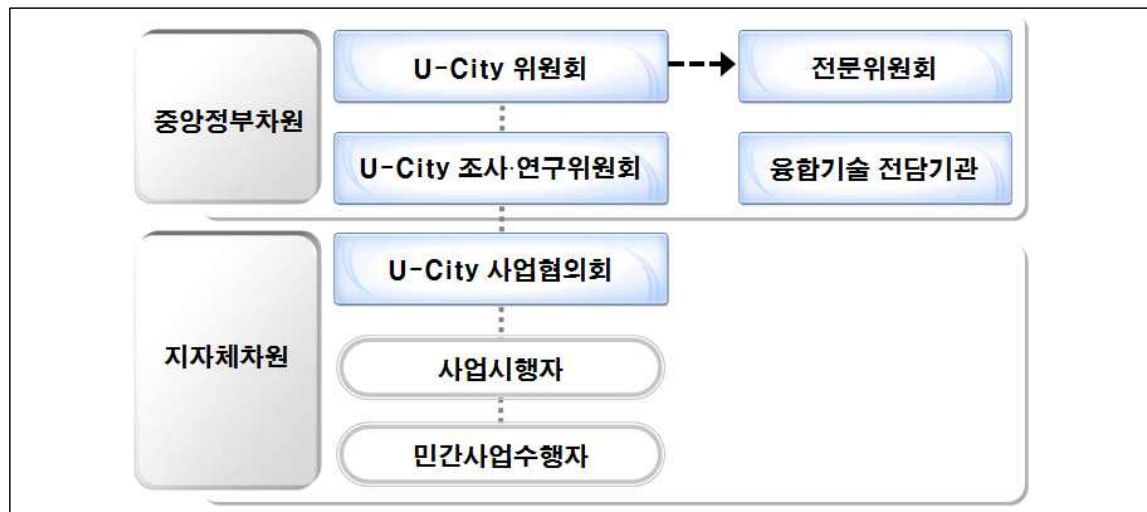 중앙정부차원
U-City 위원회
전문위원회
U-City 조사·연구위원회
융합기술 전담기관
지자체차원
U-City 사업협의회
사업시행자
민간사업수행자